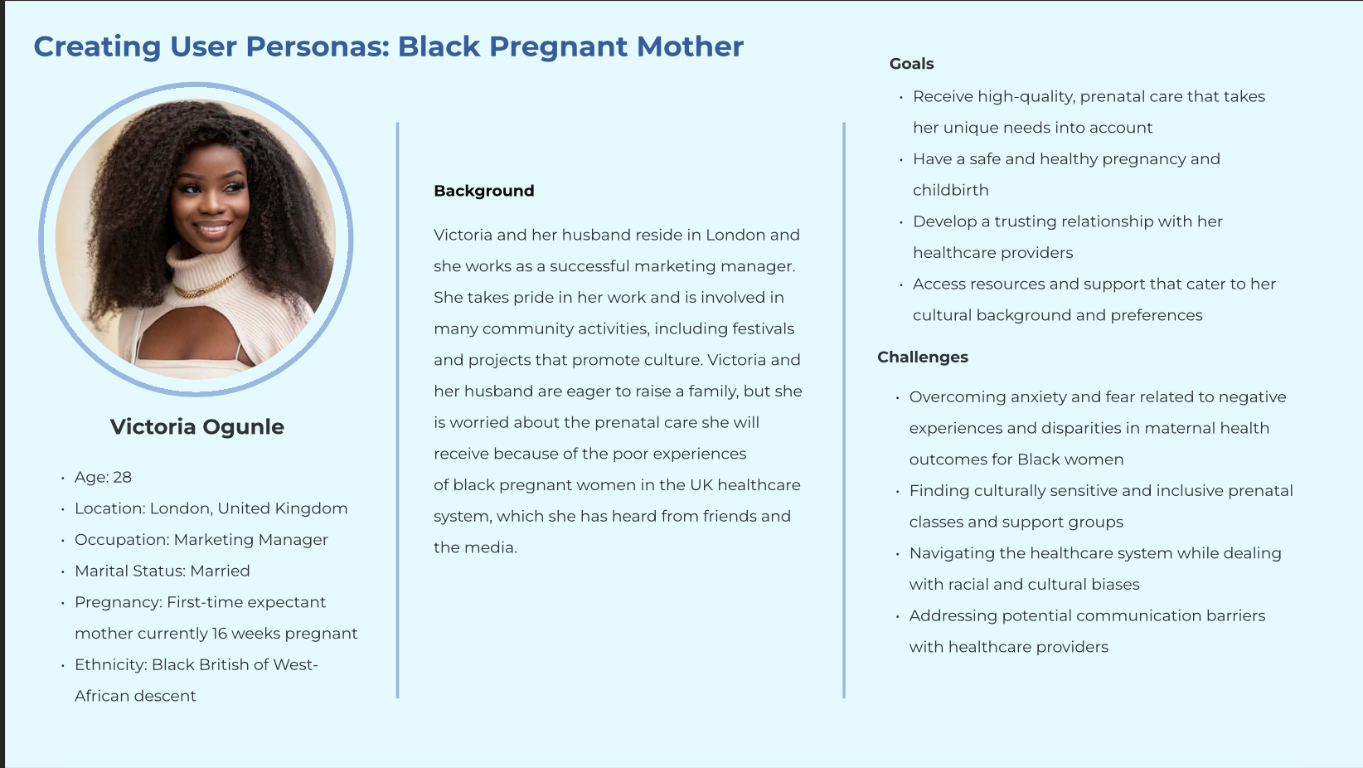 Creating User Personas: Black Pregnant Mother
Victoria Ogunle
• Age: 28
• Location: London, United Kingdom
• Occupation: Marketing Manager
• Marital Status: Married
• Pregnancy: First-time expectant
mother currently 16 weeks pregnant
• Ethnicity: Black British of West-
African descent
Background
Victoria and her husband reside in London and
she works as a successful marketing manager.
She takes pride in her work and is involved in
many community activities, including festivals
and projects that promote culture. Victoria and
her husband are eager to raise a family, but she
is worried about the prenatal care she will
receive because of the poor experiences
of black pregnant women in the UK healthcare
system, which she has heard from friends and
the media.
Goals
• Receive high-quality, prenatal care that takes
her unique needs into account
• Have a safe and healthy pregnancy and
childbirth
• Develop a trusting relationship with her
healthcare providers
• Access resources and support that cater to her
cultural background and preferences
Challenges
• Overcoming anxiety and fear related to negative
experiences and disparities in maternal health
outcomes for Black women
• Finding culturally sensitive and inclusive prenatal
classes and support groups
• Navigating the healthcare system while dealing
with racial and cultural biases
• Addressing potential communication barriers
with healthcare providers